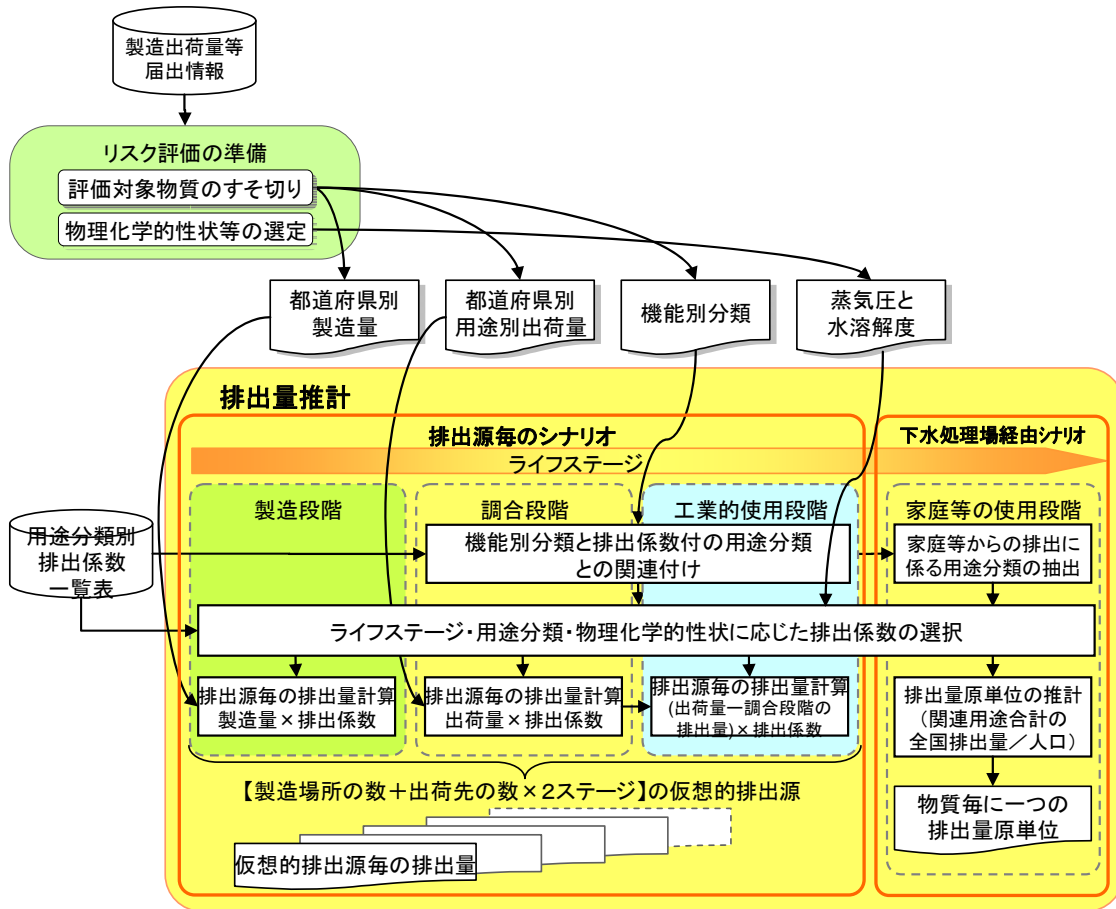 製造出荷量等
届出情報
リスク評価の準備
評価対象物質のすそ切り
物理化学的性状等の選定
都道府県別
製造量
都道府県別
用途別出荷量
機能別分類
蒸気圧と
水溶解度
排出量推計
排出源毎のシナリオ
下水処理場経由シナリオ
ライフステージ
製造段階
調合段階
工業的使用段階
家庭等の使用段階
用途分類別
排出係数
一覧表
機能別分類と排出係数付の用途分類
との関連付け
家庭等からの排出に
係る用途分類の抽出
ライフステージ・用途分類・物理化学的性状に応じた排出係数の選択
排出源毎の排出量計算
製造量×排出係数
排出源毎の排出量計算
出荷量×排出係数
排出源毎の排出量計算
(出荷量ー調合段階の
排出量)×排出係数
排出量原単位の推計
（関連用途合計の
全国排出量／人口）
【製造場所の数＋出荷先の数×２ステージ】の仮想的排出源
物質毎に一つの
排出量原単位
仮想的排出源毎の排出量